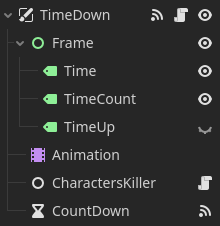 TimeDown
Frame
Time
TimeCount
TimeUp
Animation
CharactersKiller
CountDown